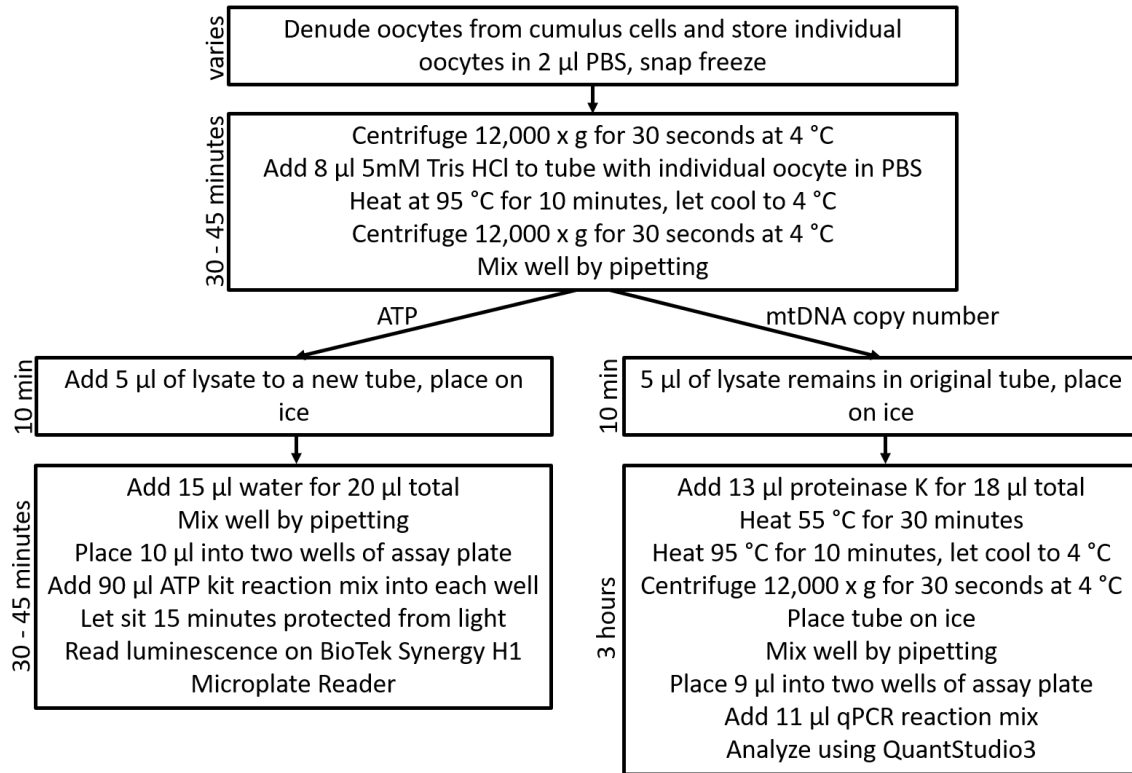 varies
Denude oocytes from cumulus cells and store individual
oocytes in 2 µl PBS, snap freeze
30 - 45 minutes
Centrifuge 12,000 x g for 30 seconds at 4 °C
Add 8 µl 5mM Tris HCl to tube with individual oocyte in PBS
Heat at 95 °C for 10 minutes, let cool to 4 °C
Centrifuge 12,000 x g for 30 seconds at 4 °C
Mix well by pipetting
ATP
mtDNA copy number
10 min
Add 5 µl of lysate to a new tube, place on
ice
10 min
5 µl of lysate remains in original tube, place
on ice
30 - 45 minutes
Add 15 µl water for 20 µl total
Mix well by pipetting
Place 10 µl into two wells of assay plate
Add 90 µl ATP kit reaction mix into each well
Let sit 15 minutes protected from light
Read luminescence on BioTek Synergy H1
Microplate Reader
3 hours
Add 13 µl proteinase K for 18 µl total
Heat 55 °C for 30 minutes
Heat 95 °C for 10 minutes, let cool to 4 °C
Centrifuge 12,000 x g for 30 seconds at 4 °C
Place tube on ice
Mix well by pipetting
Place 9 µl into two wells of assay plate
Add 11 µl qPCR reaction mix
Analyze using QuantStudio3